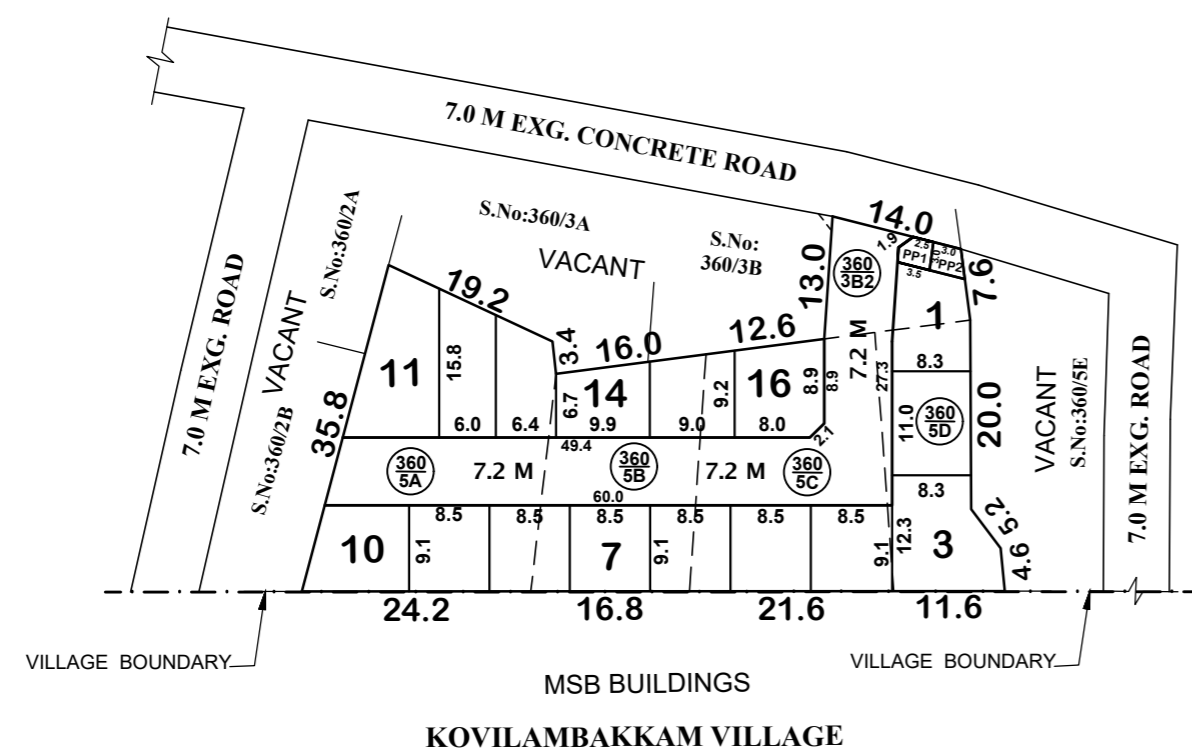 7.0 M EXG. CONCRETE ROAD
S.No:360/2A
S.No:360/3A
VACANT
S.No:
360/3B
14.0
1.9
2.5
3.0
PP1
PP2
3.5
7.6
360
3B2
13.0
7.0 M EXG. ROAD
VACANT
S.No:360/2B
19.2
3.4
16.0
12.6
7.2 M
27.3
1
8.3
11
15.8
6.0
6.4
6.7
14
9.9
9.0
9.2
16
8.0
8.9
8.9
2.1
11.0
360
5D
20.0
VACANT
S.No:360/5E
7.0 M EXG. ROAD
35.8
49.4
360
5A
7.2 M
360
5B
7.2 M
360
5C
60.0
8.3
8.5
8.5
8.5
8.5
8.5
8.5
10
9.1
7
9.1
9.1
12.3
3
5.2
4.6
24.2
16.8
21.6
11.6
VILLAGE BOUNDARY
VILLAGE BOUNDARY
MSB BUILDINGS
KOVILAMBAKKAM VILLAGE